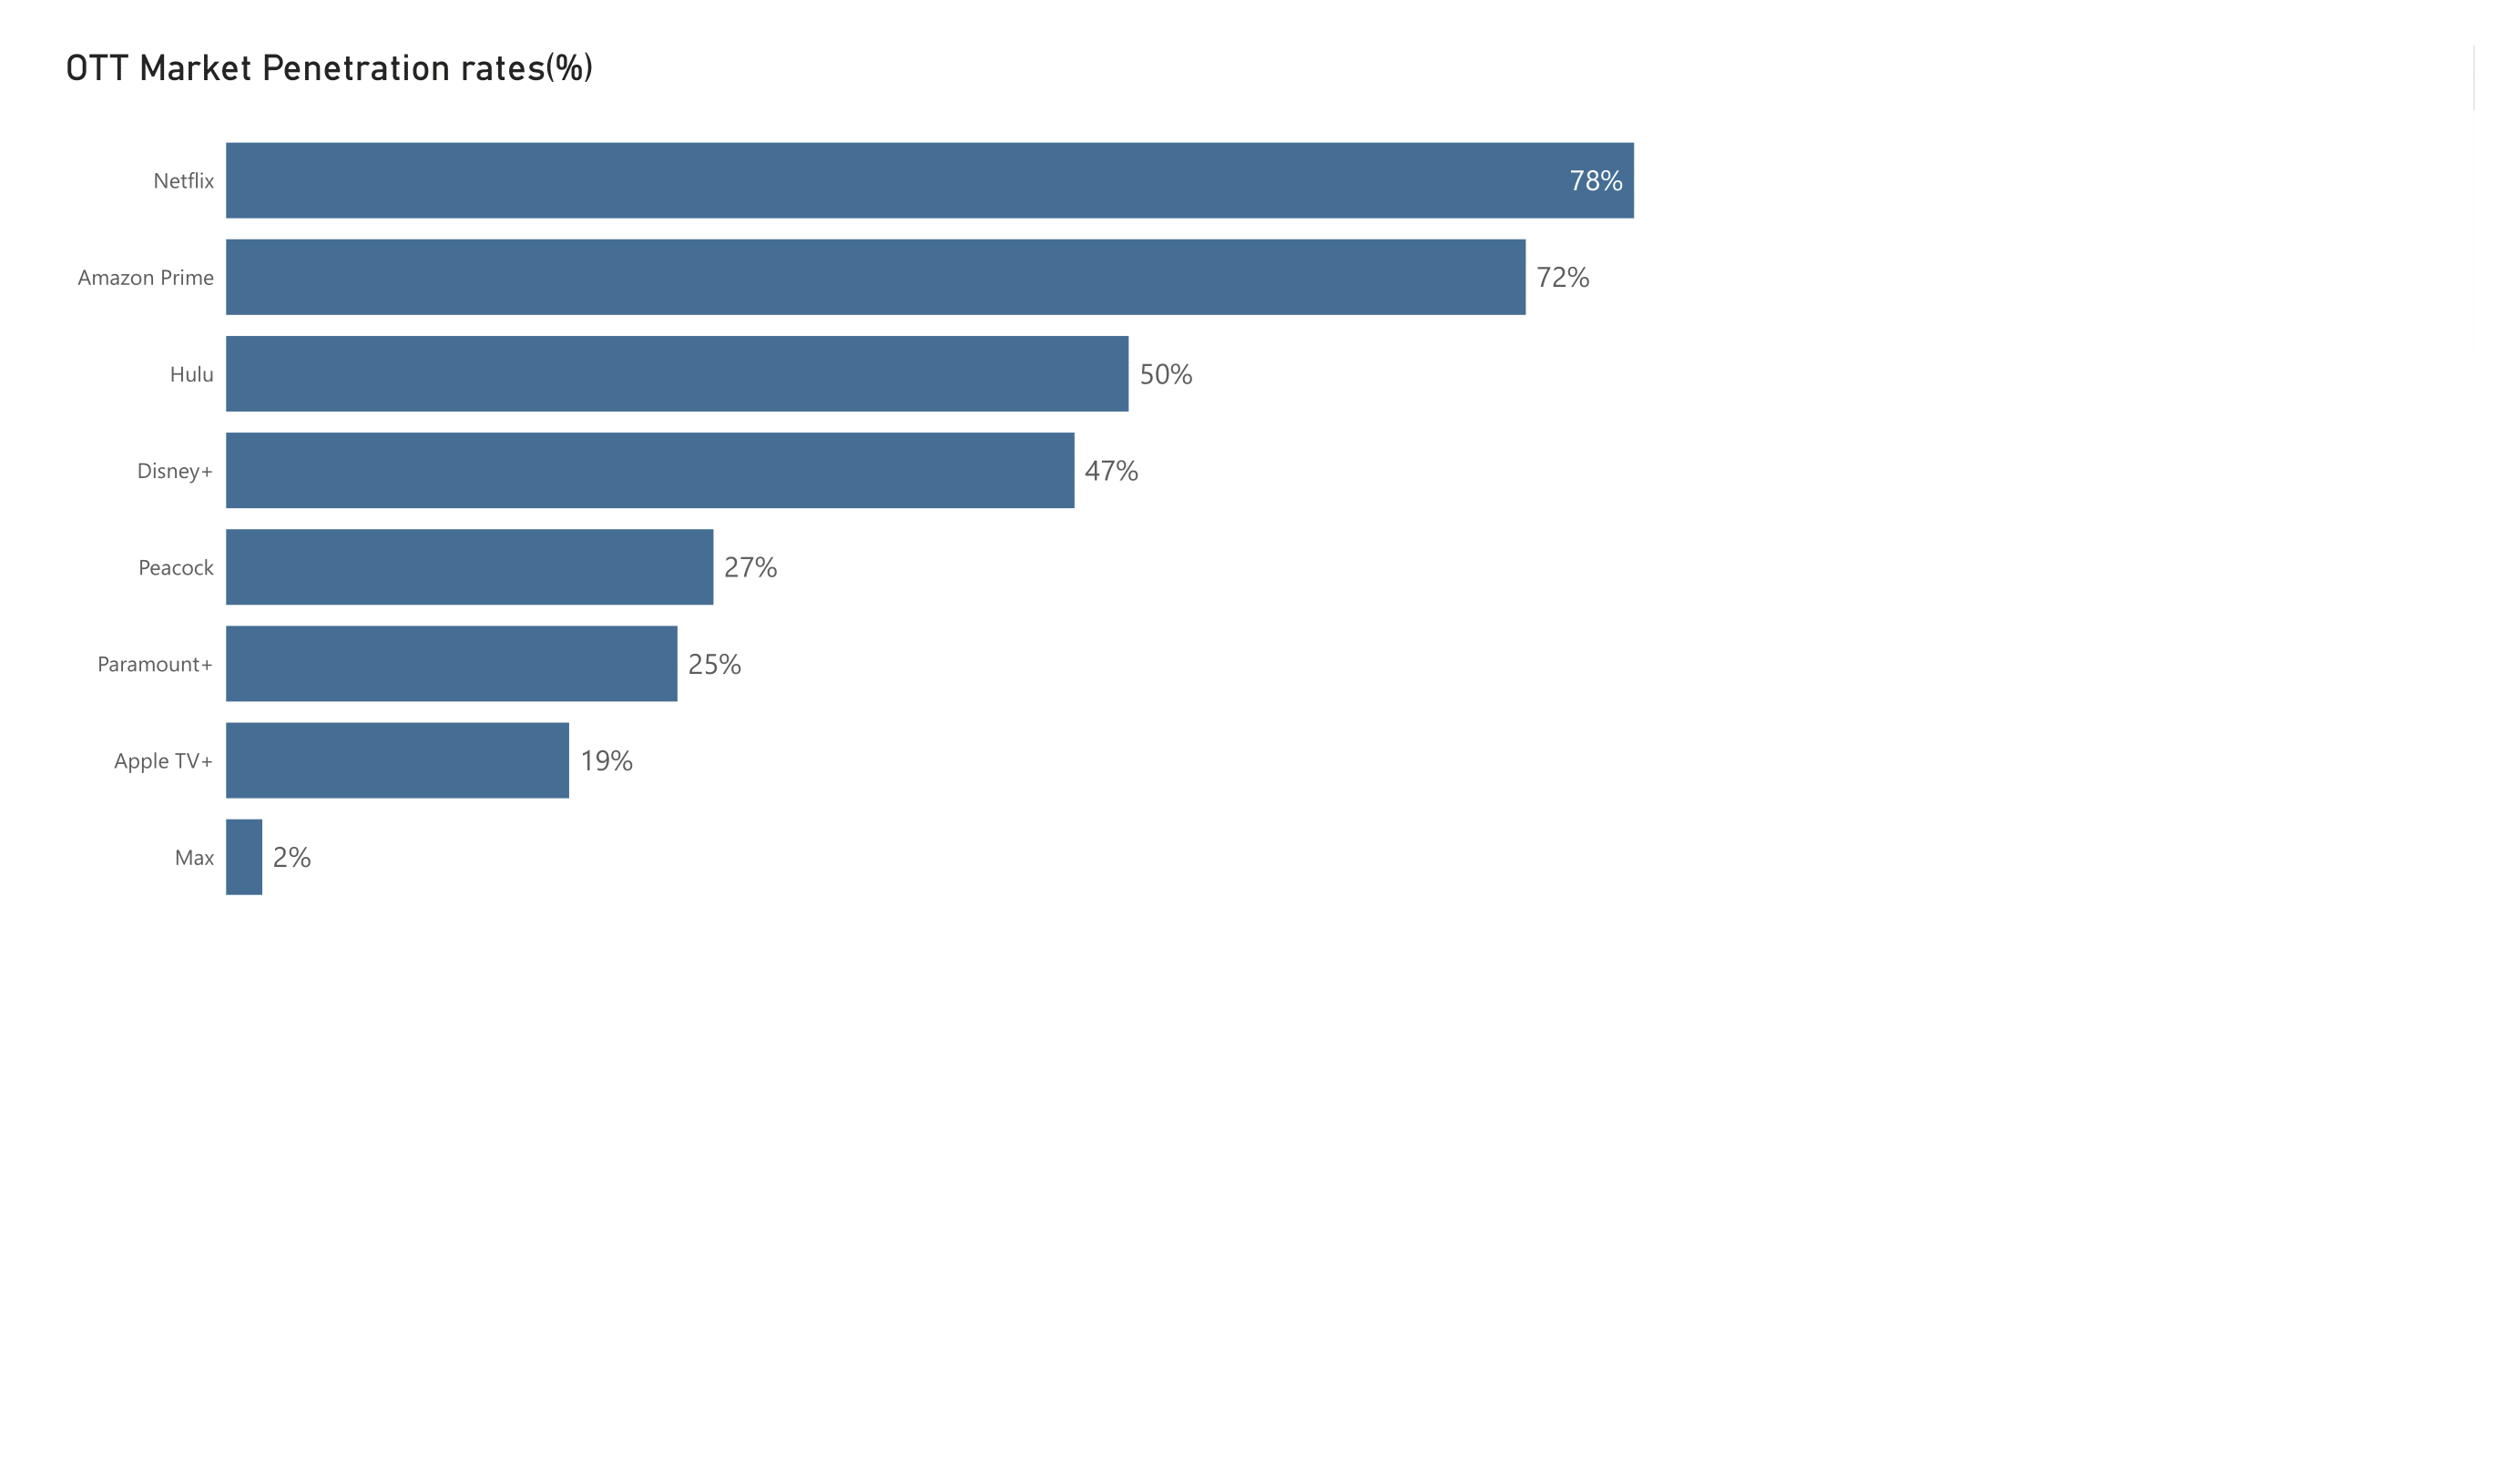 OTT Market Penetration rates(%)
Netflix 78%
Amazon Prime 72%
Hulu 50%
Disney+ 47%
Peacock 27%
Paramount+ 25%
Apple TV+ 19%
Max 2%